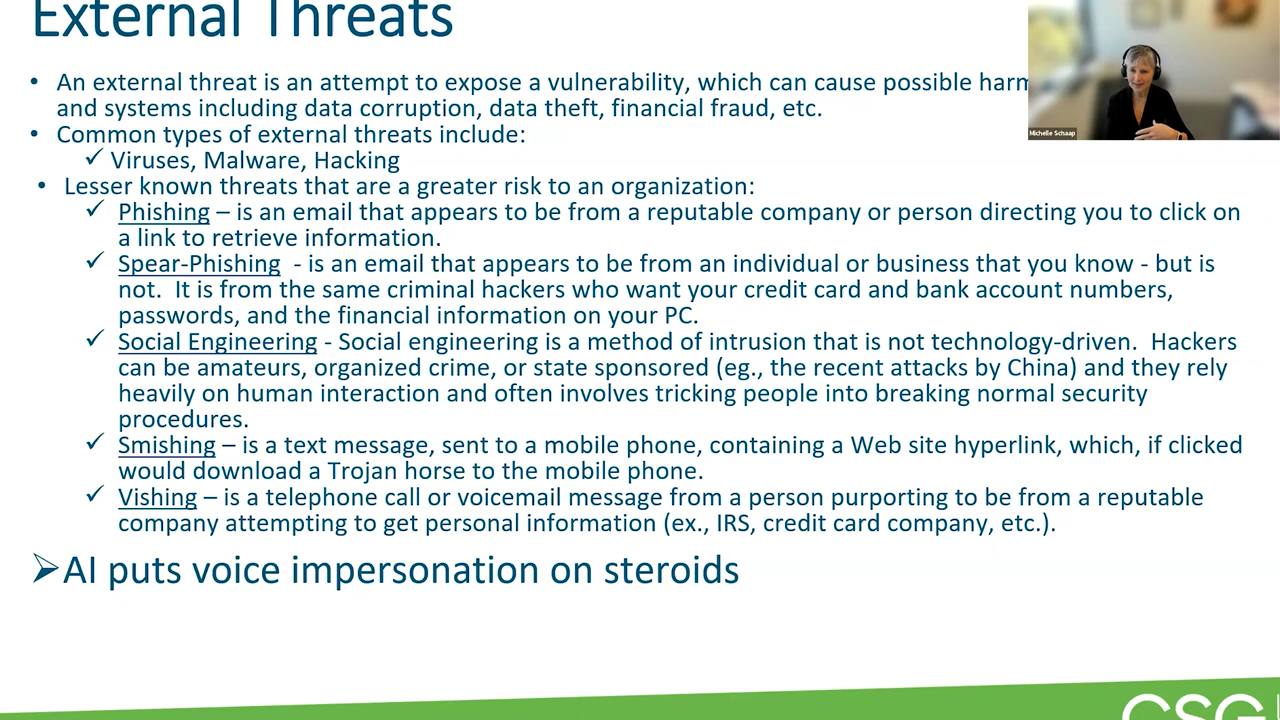 External Threats
• An external threat is an attempt to expose a vulnerability, which can cause possible harm
and systems including data corruption, data theft, financial fraud, etc.
• Common types of external threats include:
✓ Viruses, Malware, Hacking
• Lesser known threats that are a greater risk to an organization:
✓ Phishing – is an email that appears to be from a reputable company or person directing you to click on
a link to retrieve information.
✓ Spear-Phishing - is an email that appears to be from an individual or business that you know - but is
not. It is from the same criminal hackers who want your credit card and bank account numbers,
passwords, and the financial information on your PC.
✓ Social Engineering - Social engineering is a method of intrusion that is not technology-driven. Hackers
can be amateurs, organized crime, or state sponsored (eg., the recent attacks by China) and they rely
heavily on human interaction and often involves tricking people into breaking normal security
procedures.
✓ Smishing – is a text message, sent to a mobile phone, containing a Web site hyperlink, which, if clicked
would download a Trojan horse to the mobile phone.
✓ Vishing – is a telephone call or voicemail message from a person purporting to be from a reputable
company attempting to get personal information (ex., IRS, credit card company, etc.).
➢ AI puts voice impersonation on steroids
Michelle Schaap
CSG